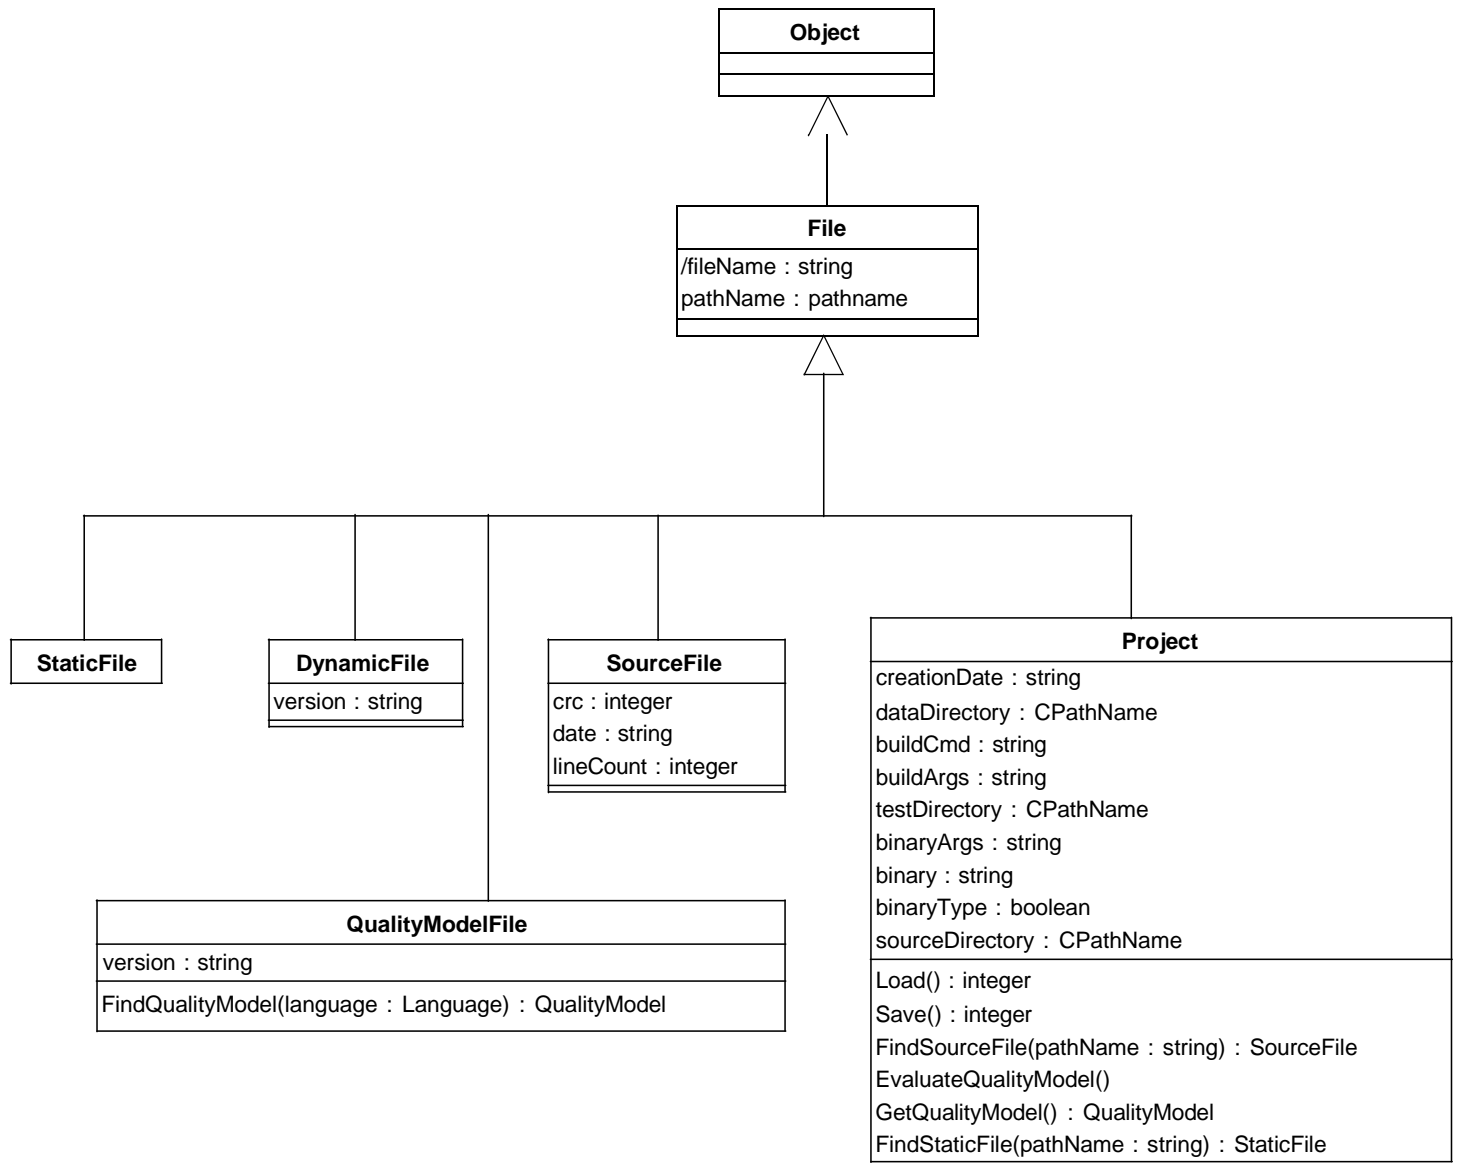 Object
File
/fileName : string
pathName : pathname
StaticFile
DynamicFile
version : string
SourceFile
crc : integer
date : string
lineCount : integer
Project
creationDate : string
dataDirectory : CPathName
buildCmd : string
buildArgs : string
testDirectory : CPathName
binaryArgs : string
binary : string
binaryType : boolean
sourceDirectory : CPathName
Load() : integer
Save() : integer
FindSourceFile(pathName : string) : SourceFile
EvaluateQualityModel()
GetQualityModel() : QualityModel
FindStaticFile(pathName : string) : StaticFile
QualityModelFile
version : string
FindQualityModel(language : Language) : QualityModel